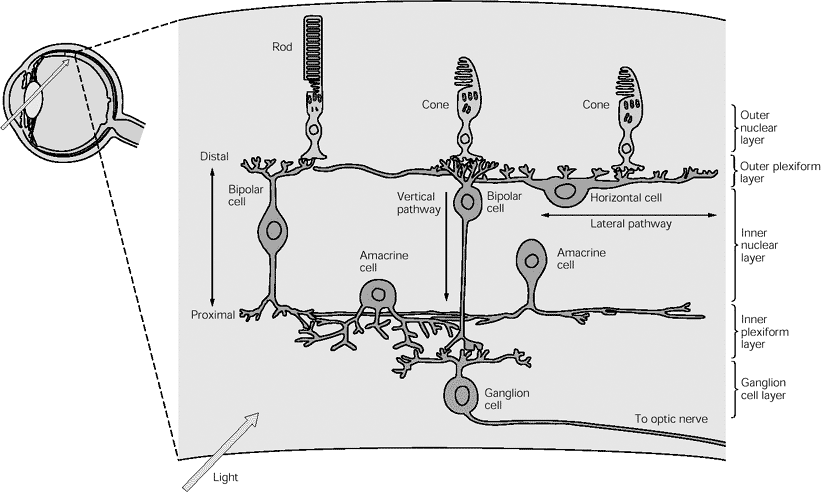 Rod
Cone
Cone
Outer
nuclear
layer
Distal
Outer plexiform
layer
Bipolar
cell
Vertical
pathway
Bipolar
cell
Horizontal cell
Lateral pathway
Inner
nuclear
layer
Amacrine
cell
Amacrine
cell
Proximal
Inner
plexiform
layer
Ganglion
cell
Ganglion
cell layer
To optic nerve
Light